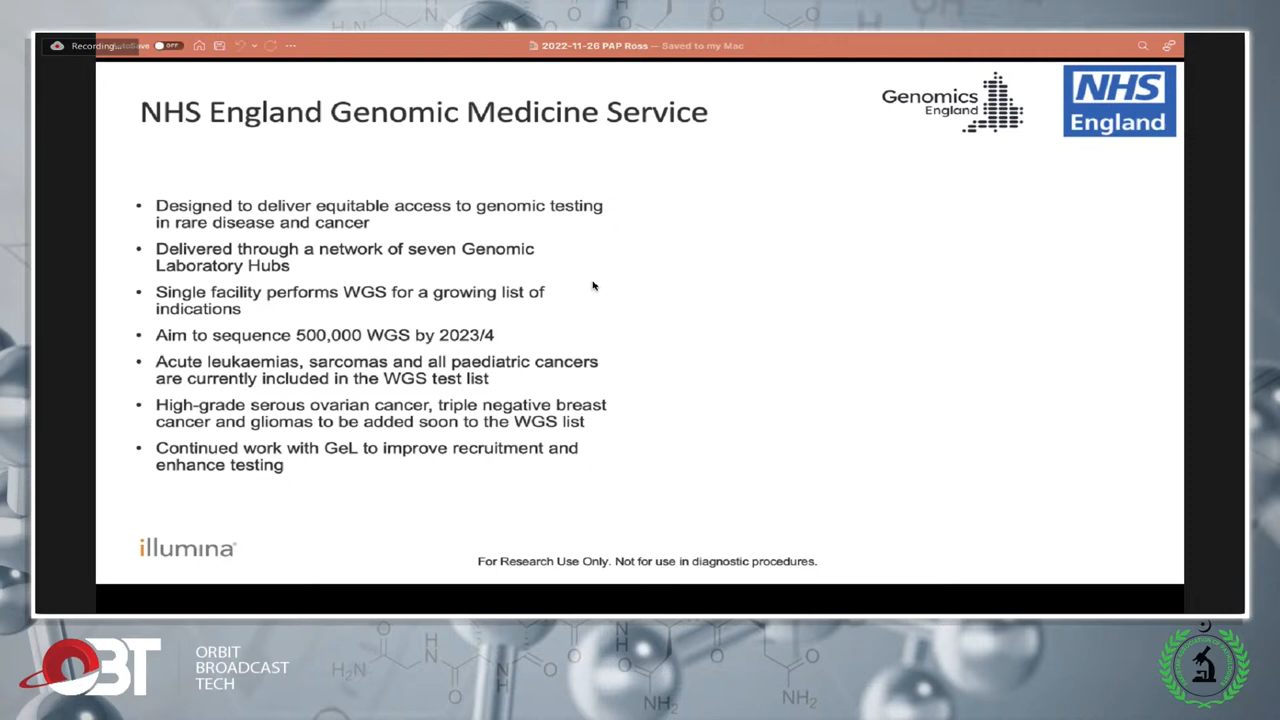 Recording...
AutoSave
OFF
2022-11-26 PAP Ross — Saved to my Mac
NHS England Genomic Medicine Service
Genomics
England
NHS
England
• Designed to deliver equitable access to genomic testing
in rare disease and cancer
• Delivered through a network of seven Genomic
Laboratory Hubs
• Single facility performs WGS for a growing list of
indications
• Aim to sequence 500,000 WGS by 2023/4
• Acute leukaemias, sarcomas and all paediatric cancers
are currently included in the WGS test list
• High-grade serous ovarian cancer, triple negative breast
cancer and gliomas to be added soon to the WGS list
• Continued work with GeL to improve recruitment and
enhance testing
illumina®
For Research Use Only. Not for use in diagnostic procedures.
OBT
ORBIT
BROADCAST
TECH
H₂N
O
H
N
H
O
NH₂
O
NH₂